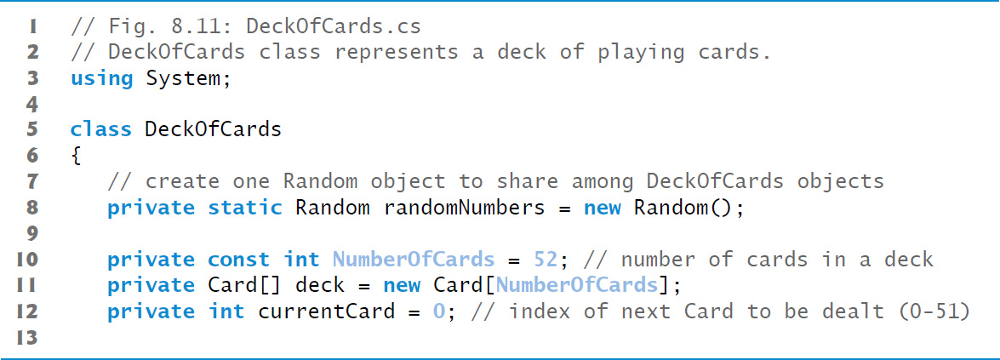 1 // Fig. 8.11: DeckOfCards.cs
2 // DeckOfCards class represents a deck of playing cards.
3 using System;
4
5 class DeckOfCards
6 {
7 // create one Random object to share among DeckOfCards objects
8 private static Random randomNumbers = new Random();
9
10 private const int NumberOfCards = 52; // number of cards in a deck
11 private Card[] deck = new Card[NumberOfCards];
12 private int currentCard = 0; // index of next Card to be dealt (0-51)
13